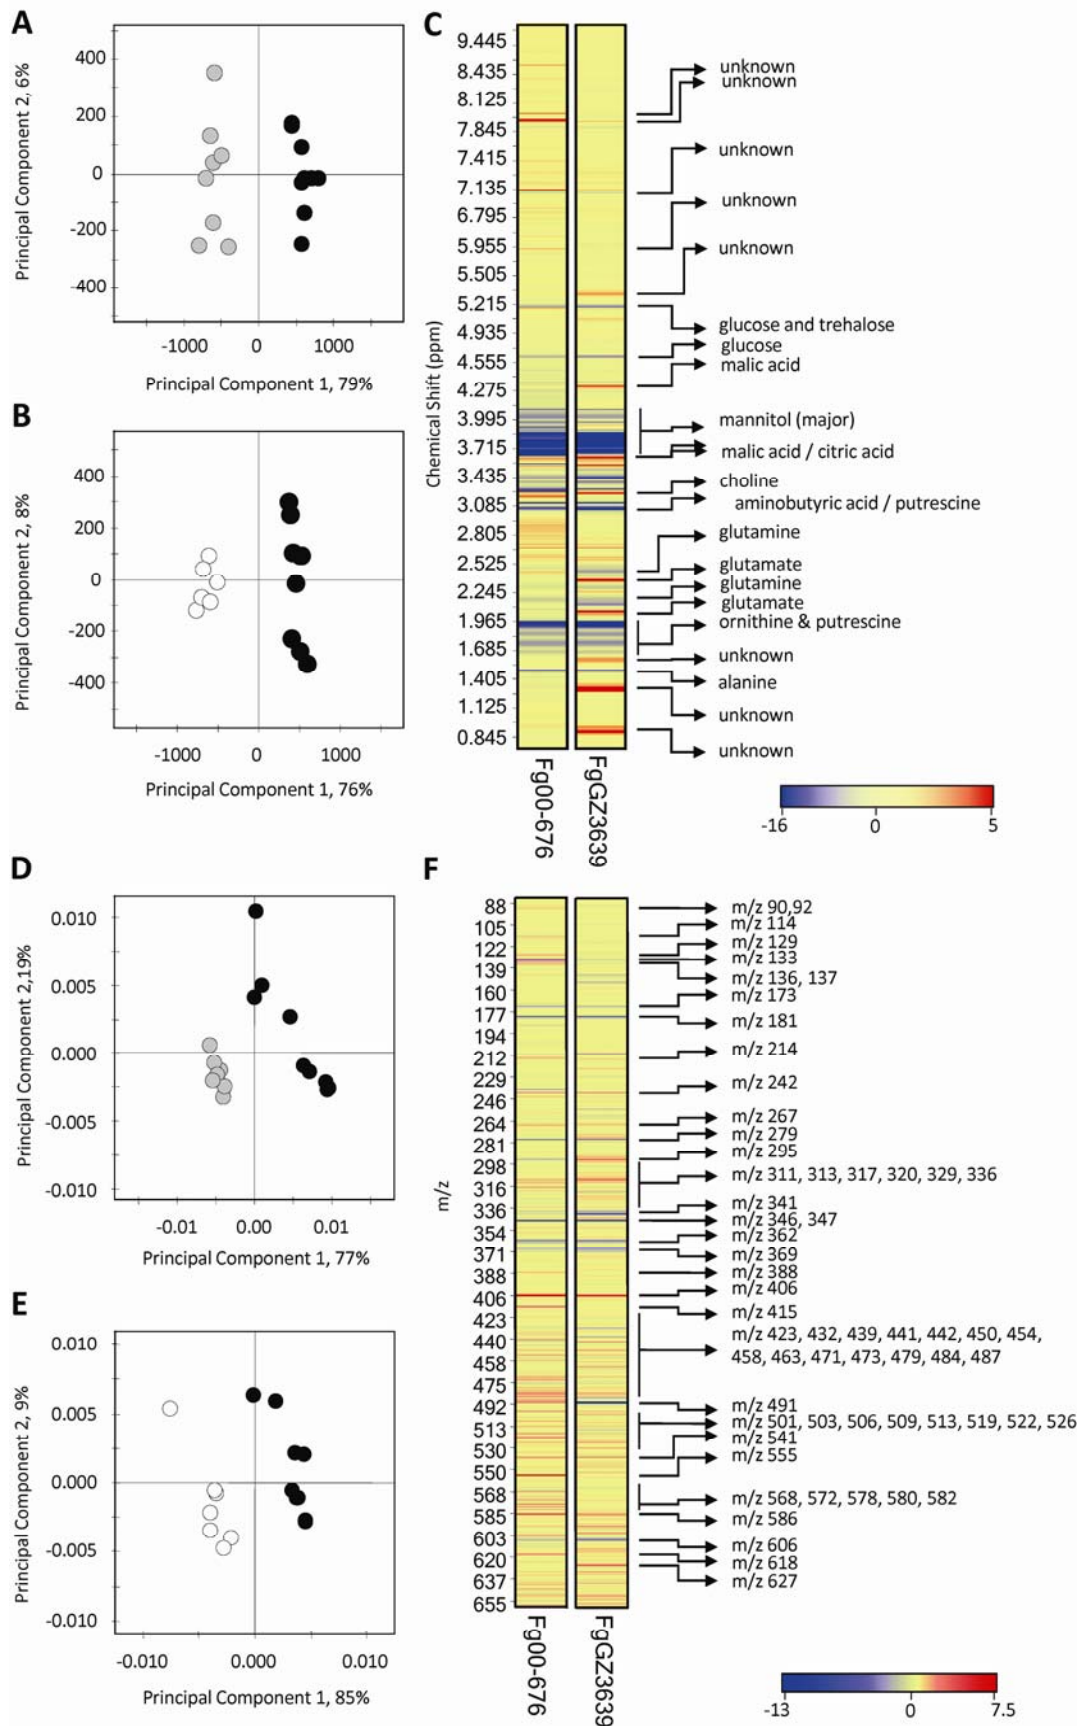 A
Principal Component 2, 6%
400
200
0
-200
-400
-1000 0 1000
Principal Component 1, 79%
B
Principal Component 2, 8%
400
200
0
-200
-400
-1000 0 1000
Principal Component 1, 76%
C
Chemical Shift (ppm)
9.445
8.435
8.125
7.845
7.415
7.135
6.795
5.955
5.505
5.215
4.935
4.555
4.275
3.995
3.715
3.435
3.085
2.805
2.525
2.245
1.965
1.685
1.405
1.125
0.845
unknown
unknown
unknown
unknown
unknown
glucose and trehalose
glucose
malic acid
mannitol (major)
malic acid / citric acid
choline
aminobutyric acid / putrescine
glutamine
glutamate
glutamine
glutamate
ornithine & putrescine
unknown
alanine
unknown
unknown
Fg00-676
FgGZ3639
-16 0 5
D
Principal Component 2,19%
0.010
0.005
0.000
-0.005
-0.010
-0.01 0.00 0.01
Principal Component 1, 77%
E
Principal Component 2, 9%
0.010
0.005
0.000
-0.005
-0.010
-0.010 0.000 0.010
Principal Component 1, 85%
F
m/z
88
105
122
139
160
177
194
212
229
246
264
281
298
316
336
354
371
388
406
423
440
458
475
492
513
530
550
568
585
603
620
637
655
m/z 90,92
m/z 114
m/z 129
m/z 133
m/z 136, 137
m/z 173
m/z 181
m/z 214
m/z 242
m/z 267
m/z 279
m/z 295
m/z 311, 313, 317, 320, 329, 336
m/z 341
m/z 346, 347
m/z 362
m/z 369
m/z 388
m/z 406
m/z 415
m/z 423, 432, 439, 441, 442, 450, 454,
458, 463, 471, 473, 479, 484, 487
m/z 491
m/z 501, 503, 506, 509, 513, 519, 522, 526
m/z 541
m/z 555
m/z 568, 572, 578, 580, 582
m/z 586
m/z 606
m/z 618
m/z 627
Fg00-676
FgGZ3639
-13 0 7.5